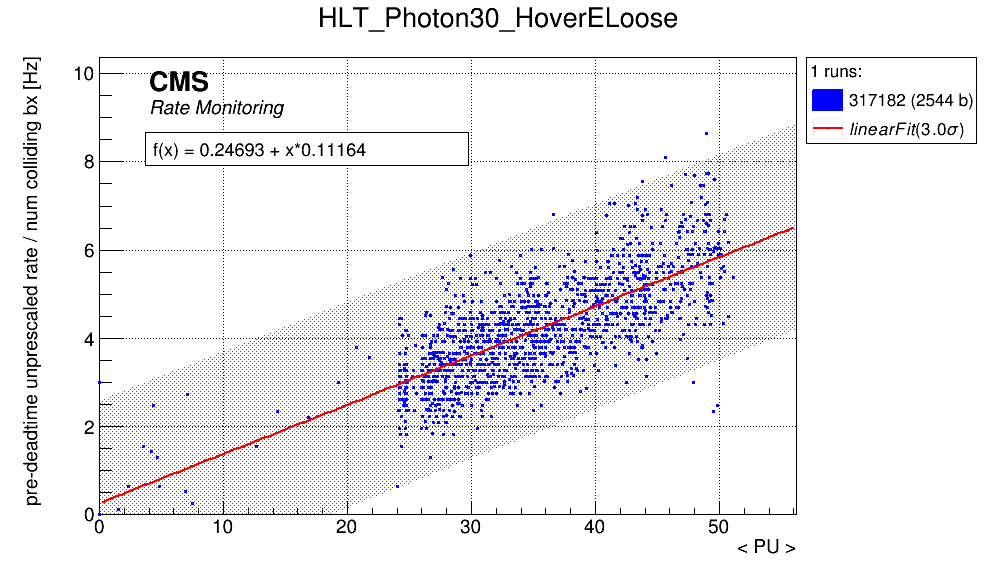 HLT_Photon30_HoverELoose
pre-deadtime unprescaled rate / num colliding bx [Hz]
10
8
6
4
2
0
CMS
Rate Monitoring
f(x) = 0.24693 + x*0.11164
1 runs:
317182 (2544 b)
linearFit(3.0σ)
0 10 20 30 40 50
< PU >